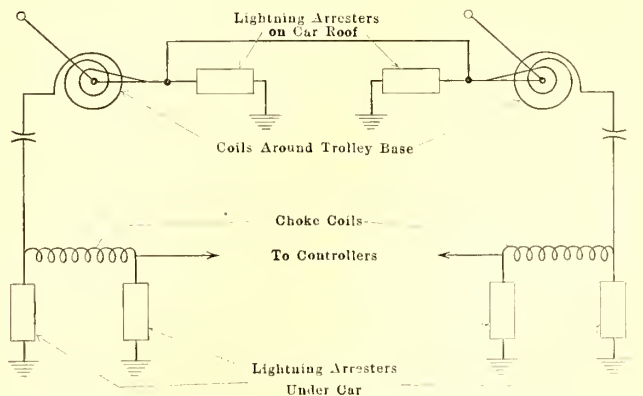 Lightning Arresters
on Car Roof
Coils Around Trolley Base
Choke Coils
To Controllers
Lightning Arresters
Under Car